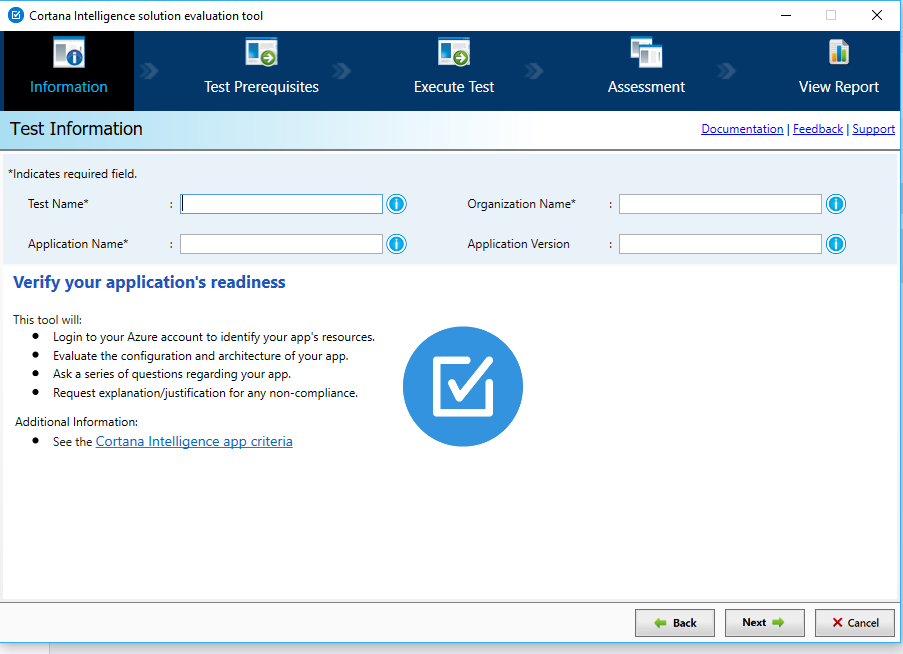 Cortana Intelligence solution evaluation tool
Information
Test Prerequisites
Execute Test
Assessment
View Report
Test Information
Documentation | Feedback | Support
*Indicates required field.
Test Name* :
Organization Name* :
Application Name* :
Application Version :
Verify your application's readiness
This tool will:
• Login to your Azure account to identify your app's resources.
• Evaluate the configuration and architecture of your app.
• Ask a series of questions regarding your app.
• Request explanation/justification for any non-compliance.
Additional Information:
• See the Cortana Intelligence app criteria
Back
Next
Cancel